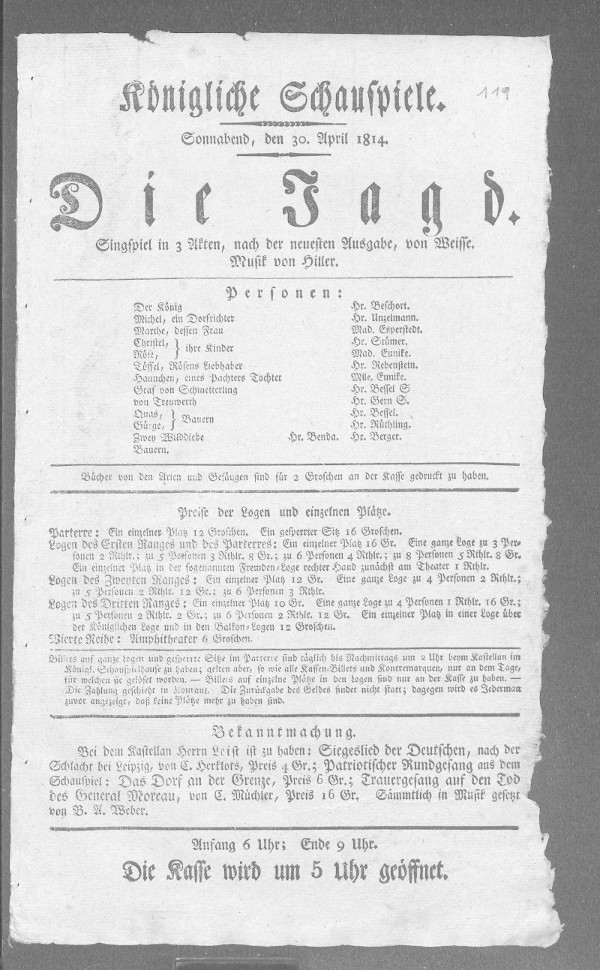 Königliche Schauspiele.
119
Sonnabend, den 30. April 1814.
Die Jagd.
Singspiel in 3 Akten, nach der neuesten Ausgabe, von Weisse.
Musik von Hiller.
Personen:
Der König Hr. Beschort.
Michel, ein Dorfrichter Hr. Unzelmann.
Marthe, dessen Frau Mad. Esperstedt.
Christel, } ihre Kinder Hr. Stümer.
Röse, Mad. Eunike.
Töffel, Rösens Liebhaber Hr. Rebenstein.
Hannchen, eines Pachters Tochter Mlle. Eunike.
Graf von Schmetterling Hr. Bessel S
von Treuwerth Hr. Gern S.
Quas, } Bauern Hr. Bessel.
Gürge, Hr. Rüthling.
Zwey Wilddiebe Hr. Benda. Hr. Berger.
Bauern.
Bücher von den Arien und Gesängen sind für 2 Groschen an der Kasse gedruckt zu haben.
Preise der Logen und einzelnen Plätze.
Parterre: Ein einzelner Platz 12 Groschen. Ein gesperrter Sitz 16 Groschen.
Logen des Ersten Ranges und des Parterres: Ein einzelner Platz 16 Gr. Eine ganze Loge zu 3 Per-
sonen 2 Rthlr.; zu 5 Personen 3 Rthlr. 8 Gr.; zu 6 Personen 4 Rthlr.; zu 8 Personen 5 Rthlr. 8 Gr.
Ein einzelner Platz in der sogenannten Fremden-Loge rechter Hand zunächst am Theater 1 Rthlr.
Logen des Zweyten Ranges: Ein einzelner Platz 12 Gr. Eine ganze Loge zu 4 Personen 2 Rthlr.;
zu 5 Personen 2 Rthlr. 12 Gr.; zu 6 Personen 3 Rthlr.
Logen des Dritten Ranges: Ein einzelner Platz 10 Gr. Eine ganze Loge zu 4 Personen 1 Rthlr. 16 Gr.;
zu 5 Personen 2 Rthlr. 2 Gr.; zu 6 Personen 2 Rthlr. 12 Gr. Ein einzelner Platz in einer Loge über
der Königlichen Loge und in den Balkon-Logen 12 Groschen.
Vierte Reihe: Amphitheater 6 Groschen.
Billets auf ganze Logen und gesperrte Sitze im Parterre sind täglich bis Nachmittags um 2 Uhr beym Kastellan im
Königl. Schauspielhause zu haben; gelten aber, so wie alle Kassen-Billets und Kontremarquen, nur an dem Tage,
für welchen sie gelöset worden. — Billets auf einzelne Plätze in den Logen sind nur an der Kasse zu haben. —
Die Zahlung geschieht in Kourant. Die Zurückgabe des Geldes findet nicht statt; dagegen wird es Jederman
zuvor angezeigt, daß keine Plätze mehr zu haben sind.
Bekanntmachung.
Bei dem Kastellan Herrn Leist ist zu haben: Siegeslied der Deutschen, nach der
Schlacht bei Leipzig, von C. Herklots, Preis 4 Gr.; Patriotischer Rundgesang aus dem
Schauspiel: Das Dorf an der Grenze, Preis 6 Gr.; Trauergesang auf den Tod
des General Moreau, von C. Müchler, Preis 16 Gr. Sämmtlich in Musik gesetzt
von B. A. Weber.
Anfang 6 Uhr; Ende 9 Uhr.
Die Kasse wird um 5 Uhr geöffnet.